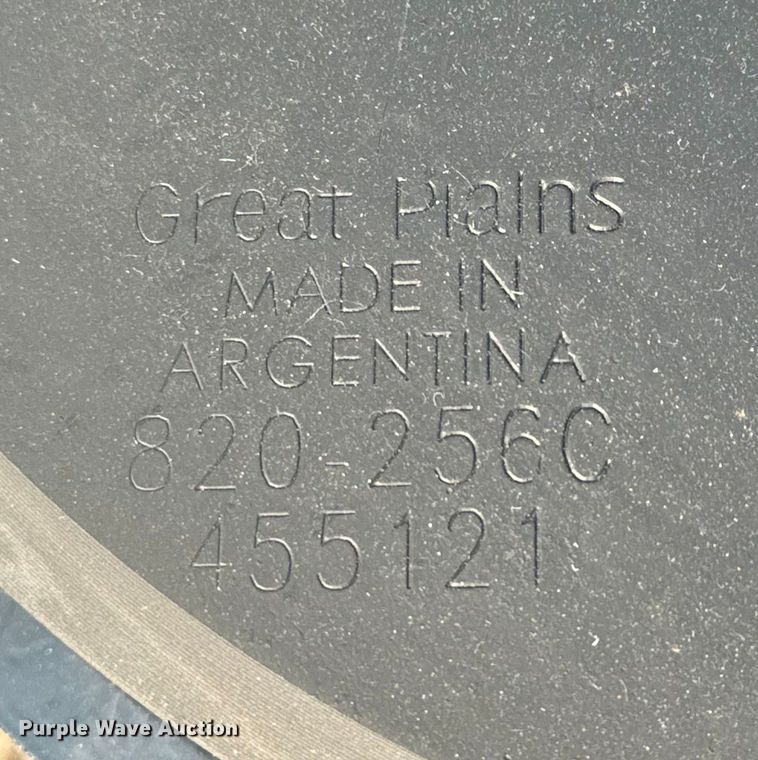 Great Plains
MADE IN
ARGENTINA
820-256C
455121
Purple Wave Auction